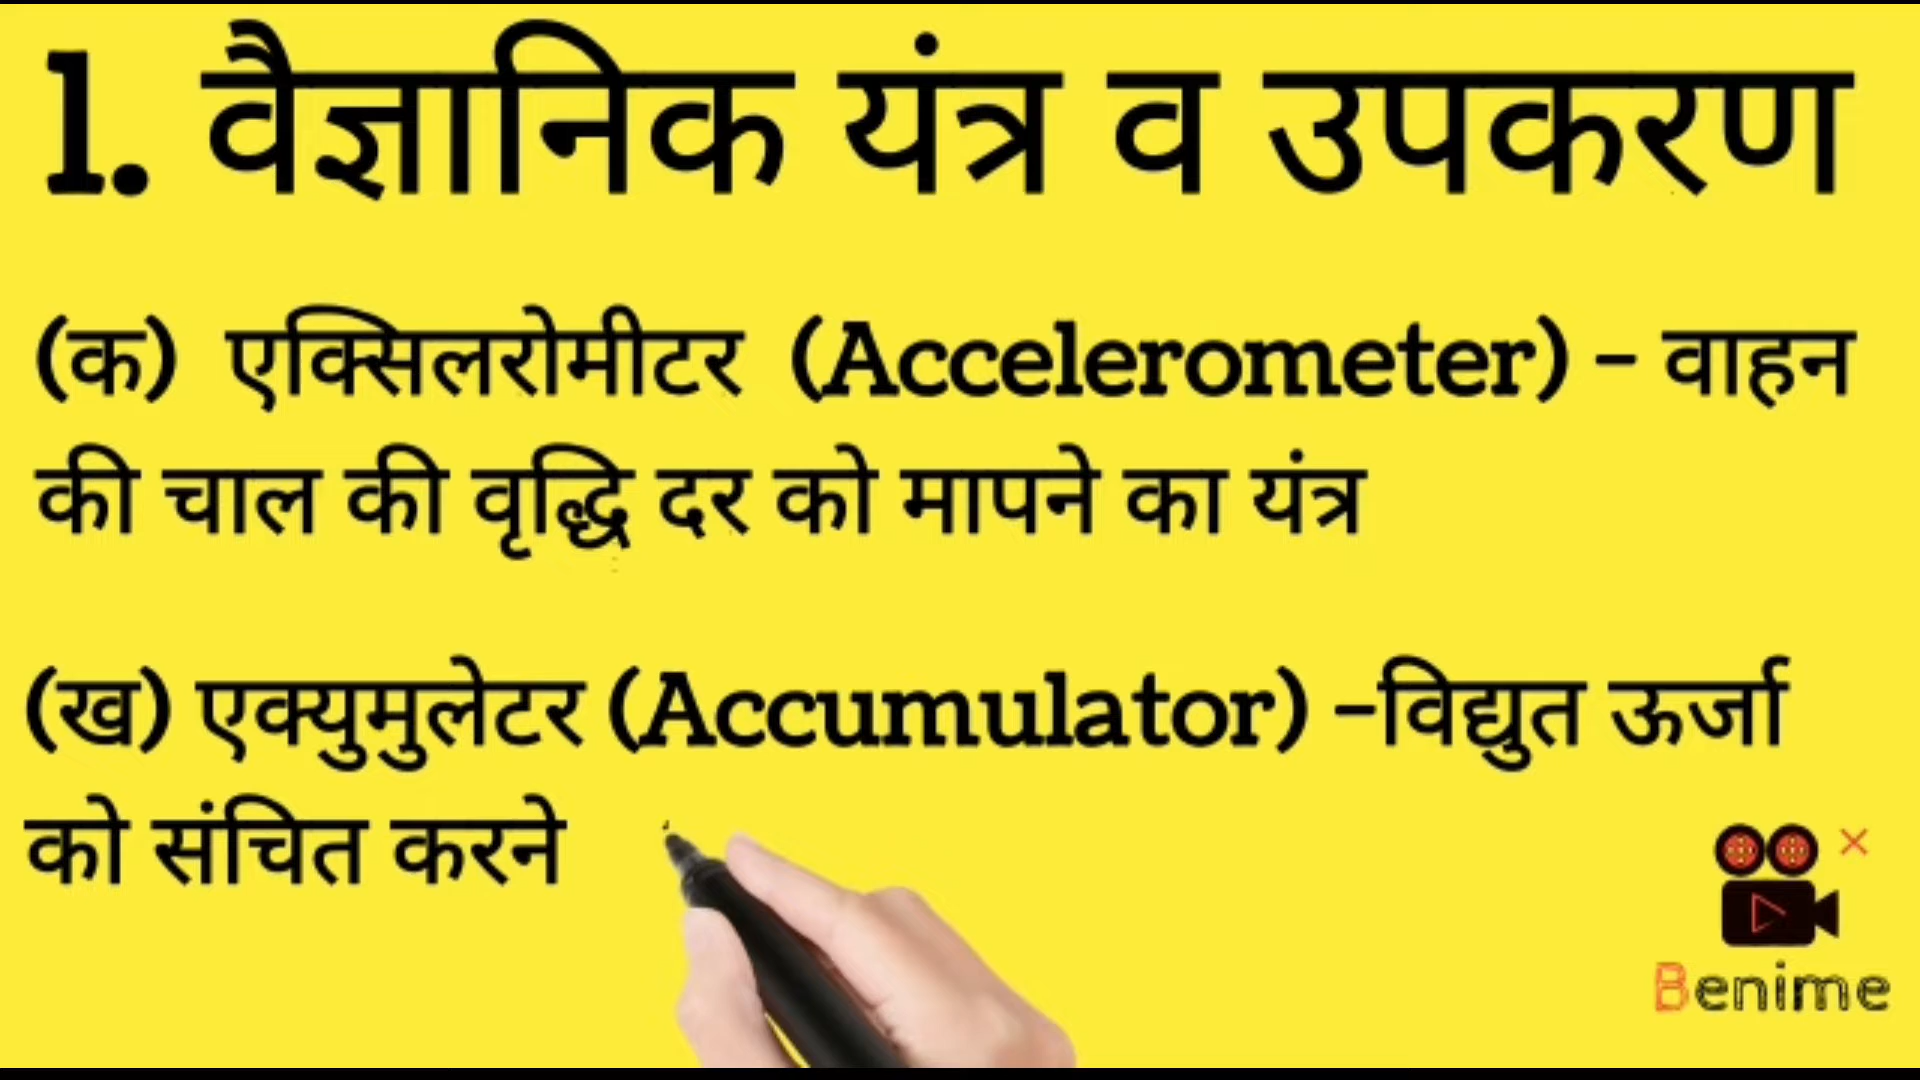 1. वैज्ञानिक यंत्र व उपकरण
(क) एक्सिलरोमीटर (Accelerometer) - वाहन
की चाल की वृद्धि दर को मापने का यंत्र
(ख) एक्युमुलेटर (Accumulator) -विद्युत ऊर्जा
को संचित करने
Benime